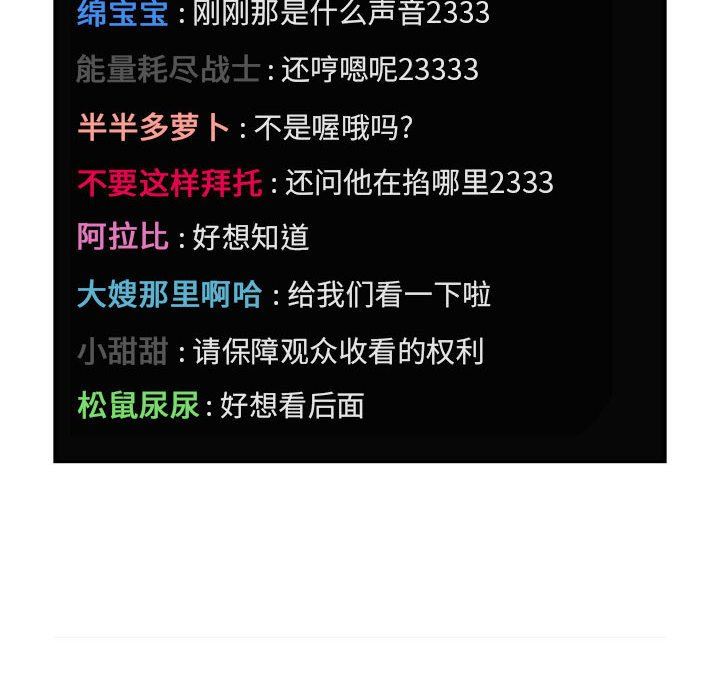 绵宝宝 : 刚刚那是什么声音2333
能量耗尽战士 : 还哼嗯呢23333
半半多萝卜 : 不是喔哦吗?
不要这样拜托 : 还问他在掐哪里2333
阿拉比 : 好想知道
大嫂那里啊哈 : 给我们看一下啦
小甜甜 : 请保障观众收看的权利
松鼠尿尿 : 好想看后面